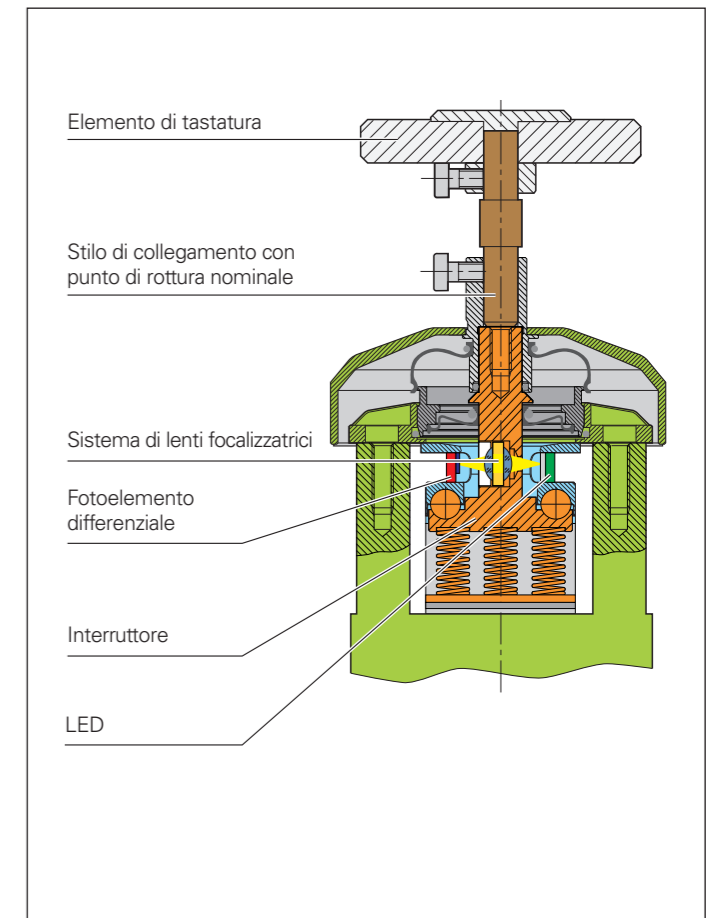 Elemento di tastatura
Stilo di collegamento con
punto di rottura nominale
Sistema di lenti focalizzatrici
Fotoelemento
differenziale
Interruttore
LED